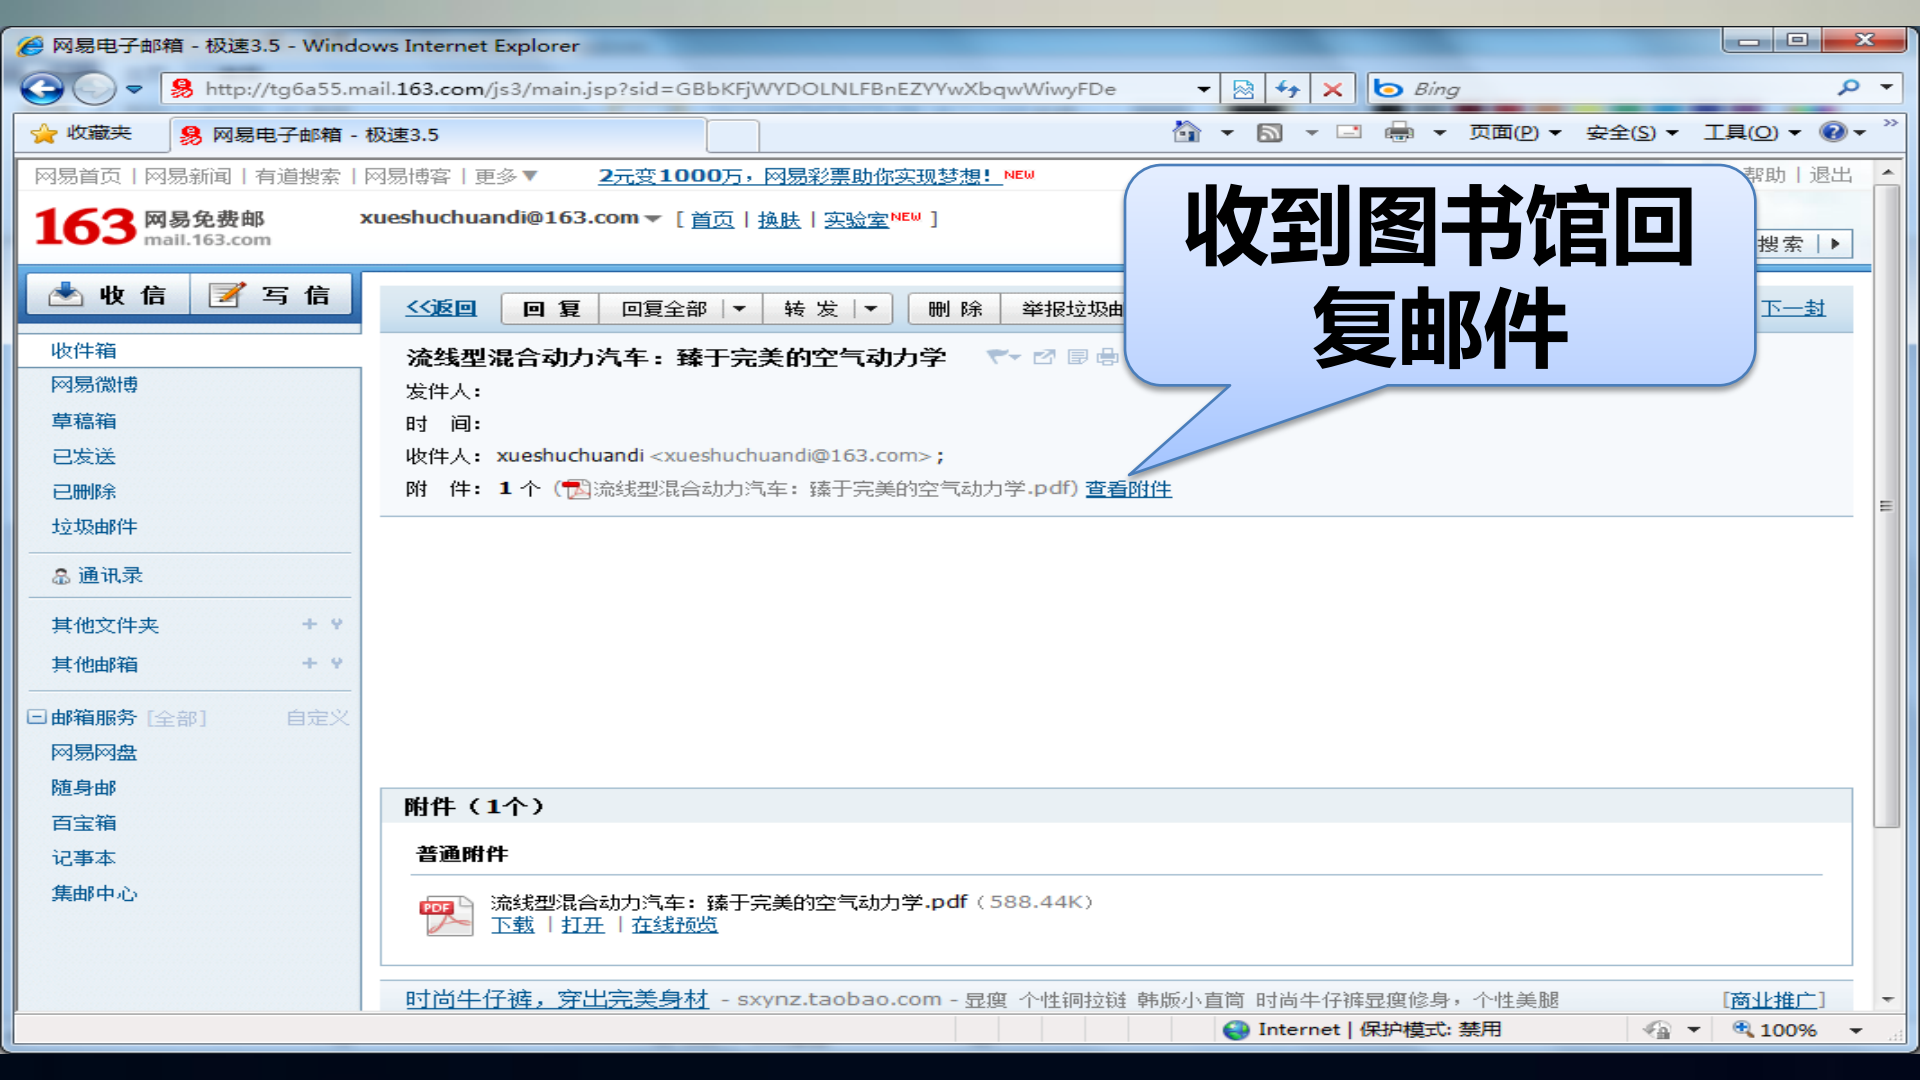 网易电子邮箱 - 极速3.5 - Windows Internet Explorer
http://tg6a55.mail.163.com/js3/main.jsp?sid=GBbKFjWYDOLNLFBnEZYYwXbqwWiwyFDe
Bing
收藏夹
网易电子邮箱 - 极速3.5
页面(P) 安全(S) 工具(O)
网易首页 | 网易新闻 | 有道搜索 | 网易博客 | 更多▼ 2元变1000万，网易彩票助你实现梦想! NEW
帮助 | 退出
163 网易免费邮
mail.163.com
xueshuchuandi@163.com [ 首页 | 换肤 | 实验室NEW ]
搜索
收到图书馆回
复邮件
收 信 写 信
<<返回 回 复 回复全部 转 发 删 除 举报垃圾邮
下一封
收件箱
网易微博
草稿箱
已发送
已删除
垃圾邮件
通讯录
其他文件夹
其他邮箱
邮箱服务 [全部] 自定义
网易网盘
随身邮
百宝箱
记事本
集邮中心
流线型混合动力汽车：臻于完美的空气动力学
发件人：
时 间：
收件人：xueshuchuandi <xueshuchuandi@163.com>；
附 件：1 个（流线型混合动力汽车：臻于完美的空气动力学.pdf）查看附件
附件（1个）
普通附件
PDF
流线型混合动力汽车：臻于完美的空气动力学.pdf（588.44K）
下载 | 打开 | 在线预览
时尚牛仔裤，穿出完美身材 - sxynz.taobao.com - 显瘦 个性铜拉链 韩版小直筒 时尚牛仔裤显瘦修身，个性美腿 [商业推广]
Internet | 保护模式: 禁用
100%